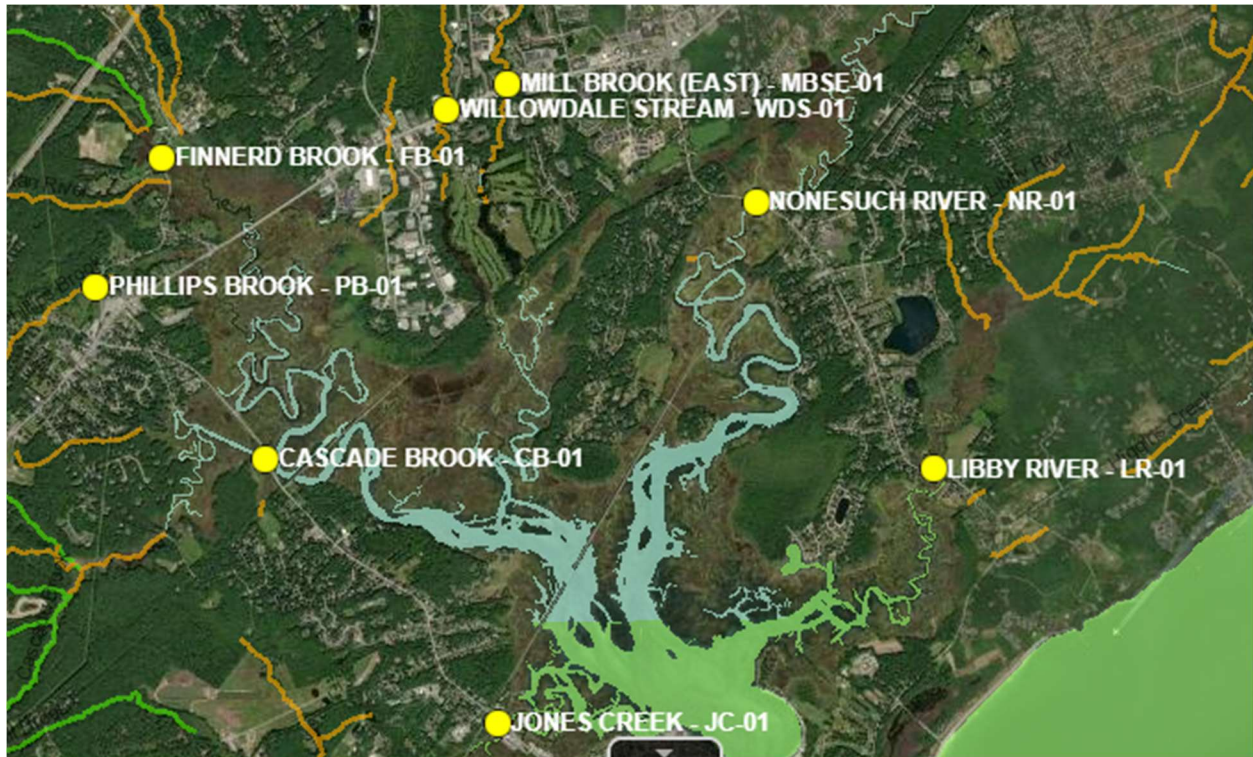 MILL BROOK (EAST) - MBSE-01
WILLOWDALE STREAM - WDS-01
FINNERD BROOK - FB-01
NONESUCH RIVER - NR-01
PHILLIPS BROOK - PB-01
CASCADE BROOK - CB-01
LIBBY RIVER - LR-01
JONES CREEK - JC-01